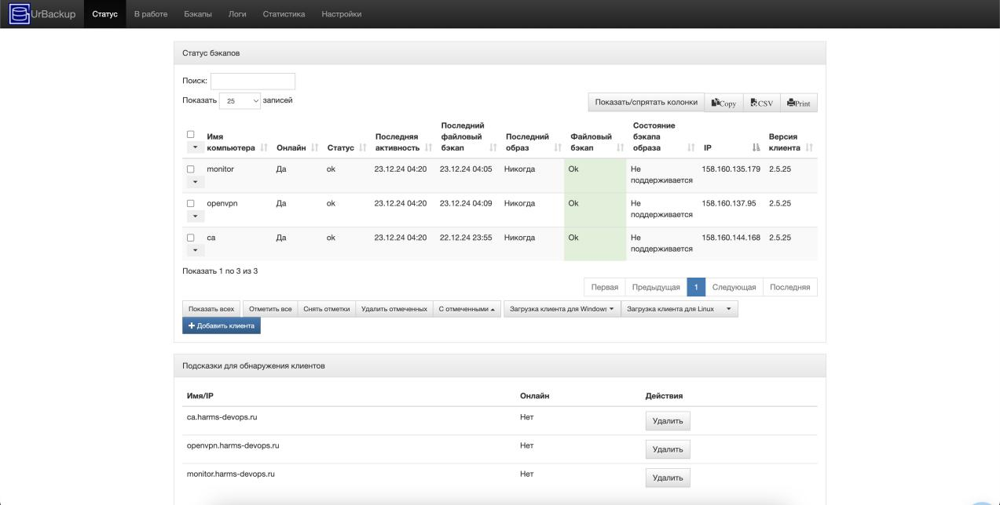 UrBackup Статус В работе Бэкапы Логи Статистика Настройки
Статус бэкапов
Поиск:
Показать 25 записей
Показать/спрятать колонки Copy CSV Print
Имя компьютера Онлайн Статус Последняя активность Последний файловый бэкап Последний образ Файловый бэкап Состояние бэкапа образа IP Версия клиента
monitor Да ok 23.12.24 04:20 23.12.24 04:05 Никогда Ok Не поддерживается 158.160.135.179 2.5.25
openvpn Да ok 23.12.24 04:20 23.12.24 04:09 Никогда Ok Не поддерживается 158.160.137.95 2.5.25
ca Да ok 23.12.24 04:20 22.12.24 23:55 Никогда Ok Не поддерживается 158.160.144.168 2.5.25
Показать 1 по 3 из 3
Первая Предыдущая 1 Следующая Последняя
Показать всех Отметить все Снять отметки Удалить отмеченных С отмеченными Загрузка клиента для Windows Загрузка клиента для Linux
Добавить клиента
Подсказки для обнаружения клиентов
Имя/IP Онлайн Действия
ca.harms-devops.ru Нет Удалить
openvpn.harms-devops.ru Нет Удалить
monitor.harms-devops.ru Нет Удалить